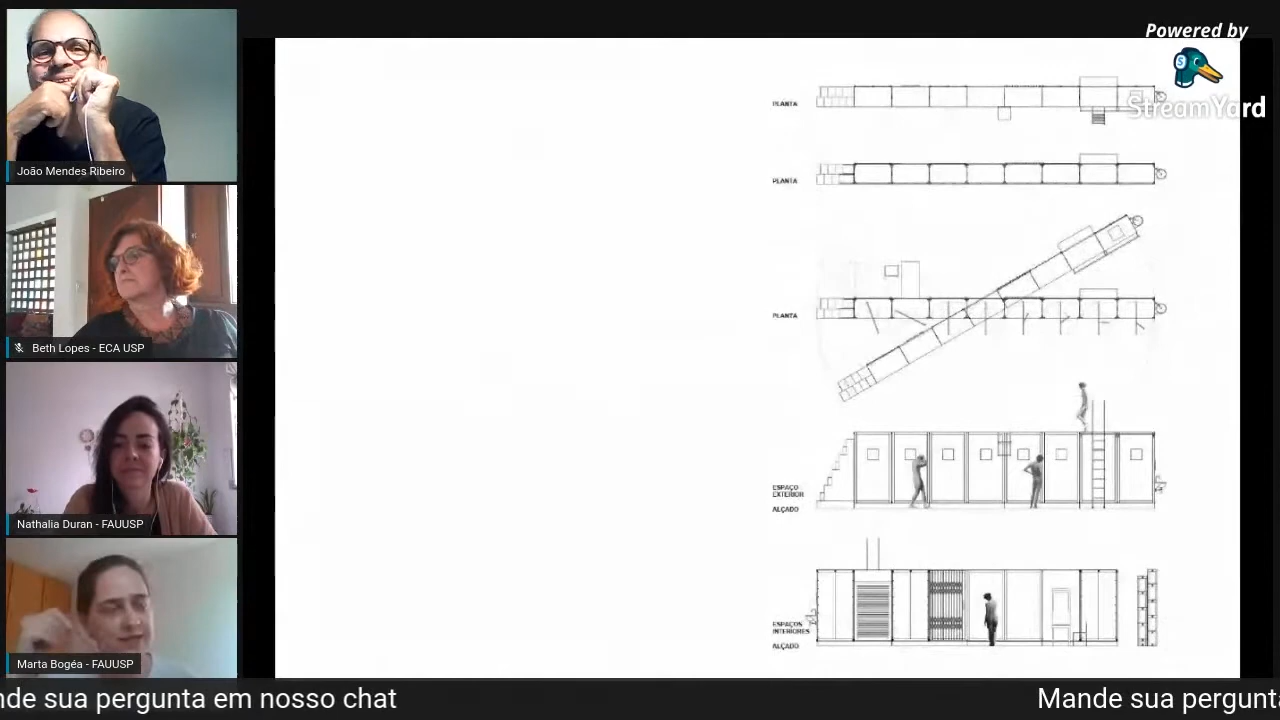 Powered by
StreamYard
João Mendes Ribeiro
Beth Lopes - ECA USP
Nathalia Duran - FAUUSP
Marta Bogéa - FAUUSP
PLANTA
PLANTA
PLANTA
ESPAÇO
EXTERIOR
ALÇADO
ESPAÇOS
INTERIORES
ALÇADO
nde sua pergunta em nosso chat
Mande sua pergunta